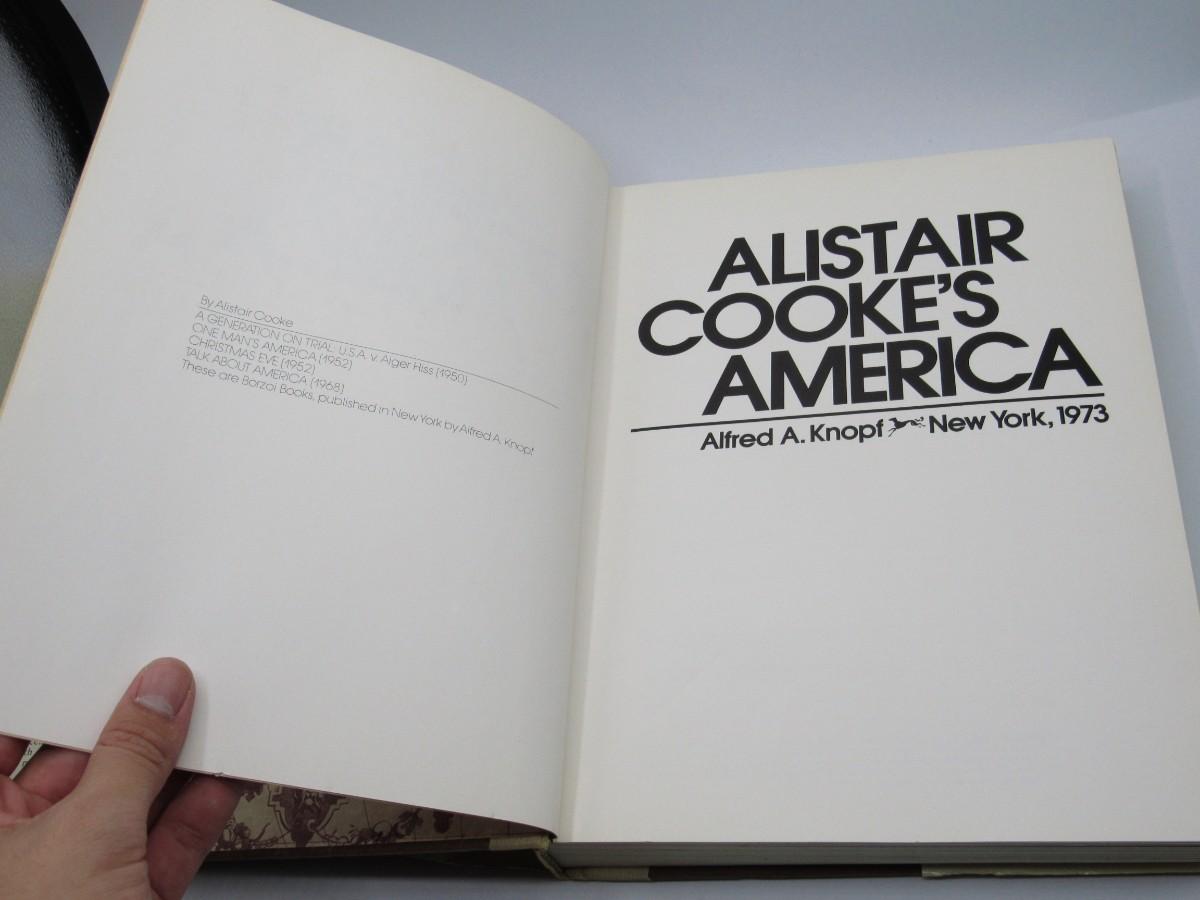 By Alistair Cooke
A GENERATION ON TRIAL: U.S.A. v. Alger Hiss (1950)
ONE MAN'S AMERICA (1952)
CHRISTMAS EVE (1952)
TALK ABOUT AMERICA (1968)
These are Borzoi Books, published in New York by Alfred A. Knopf
ALISTAIR
COOKE'S
AMERICA
Alfred A. Knopf New York, 1973